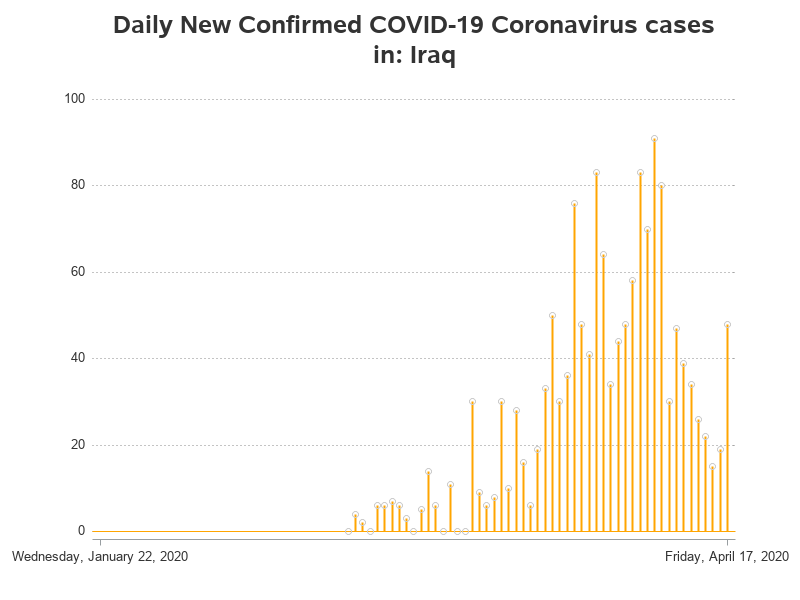 Daily New Confirmed COVID-19 Coronavirus cases
in: Iraq
100
80
60
40
20
0
Wednesday, January 22, 2020
Friday, April 17, 2020